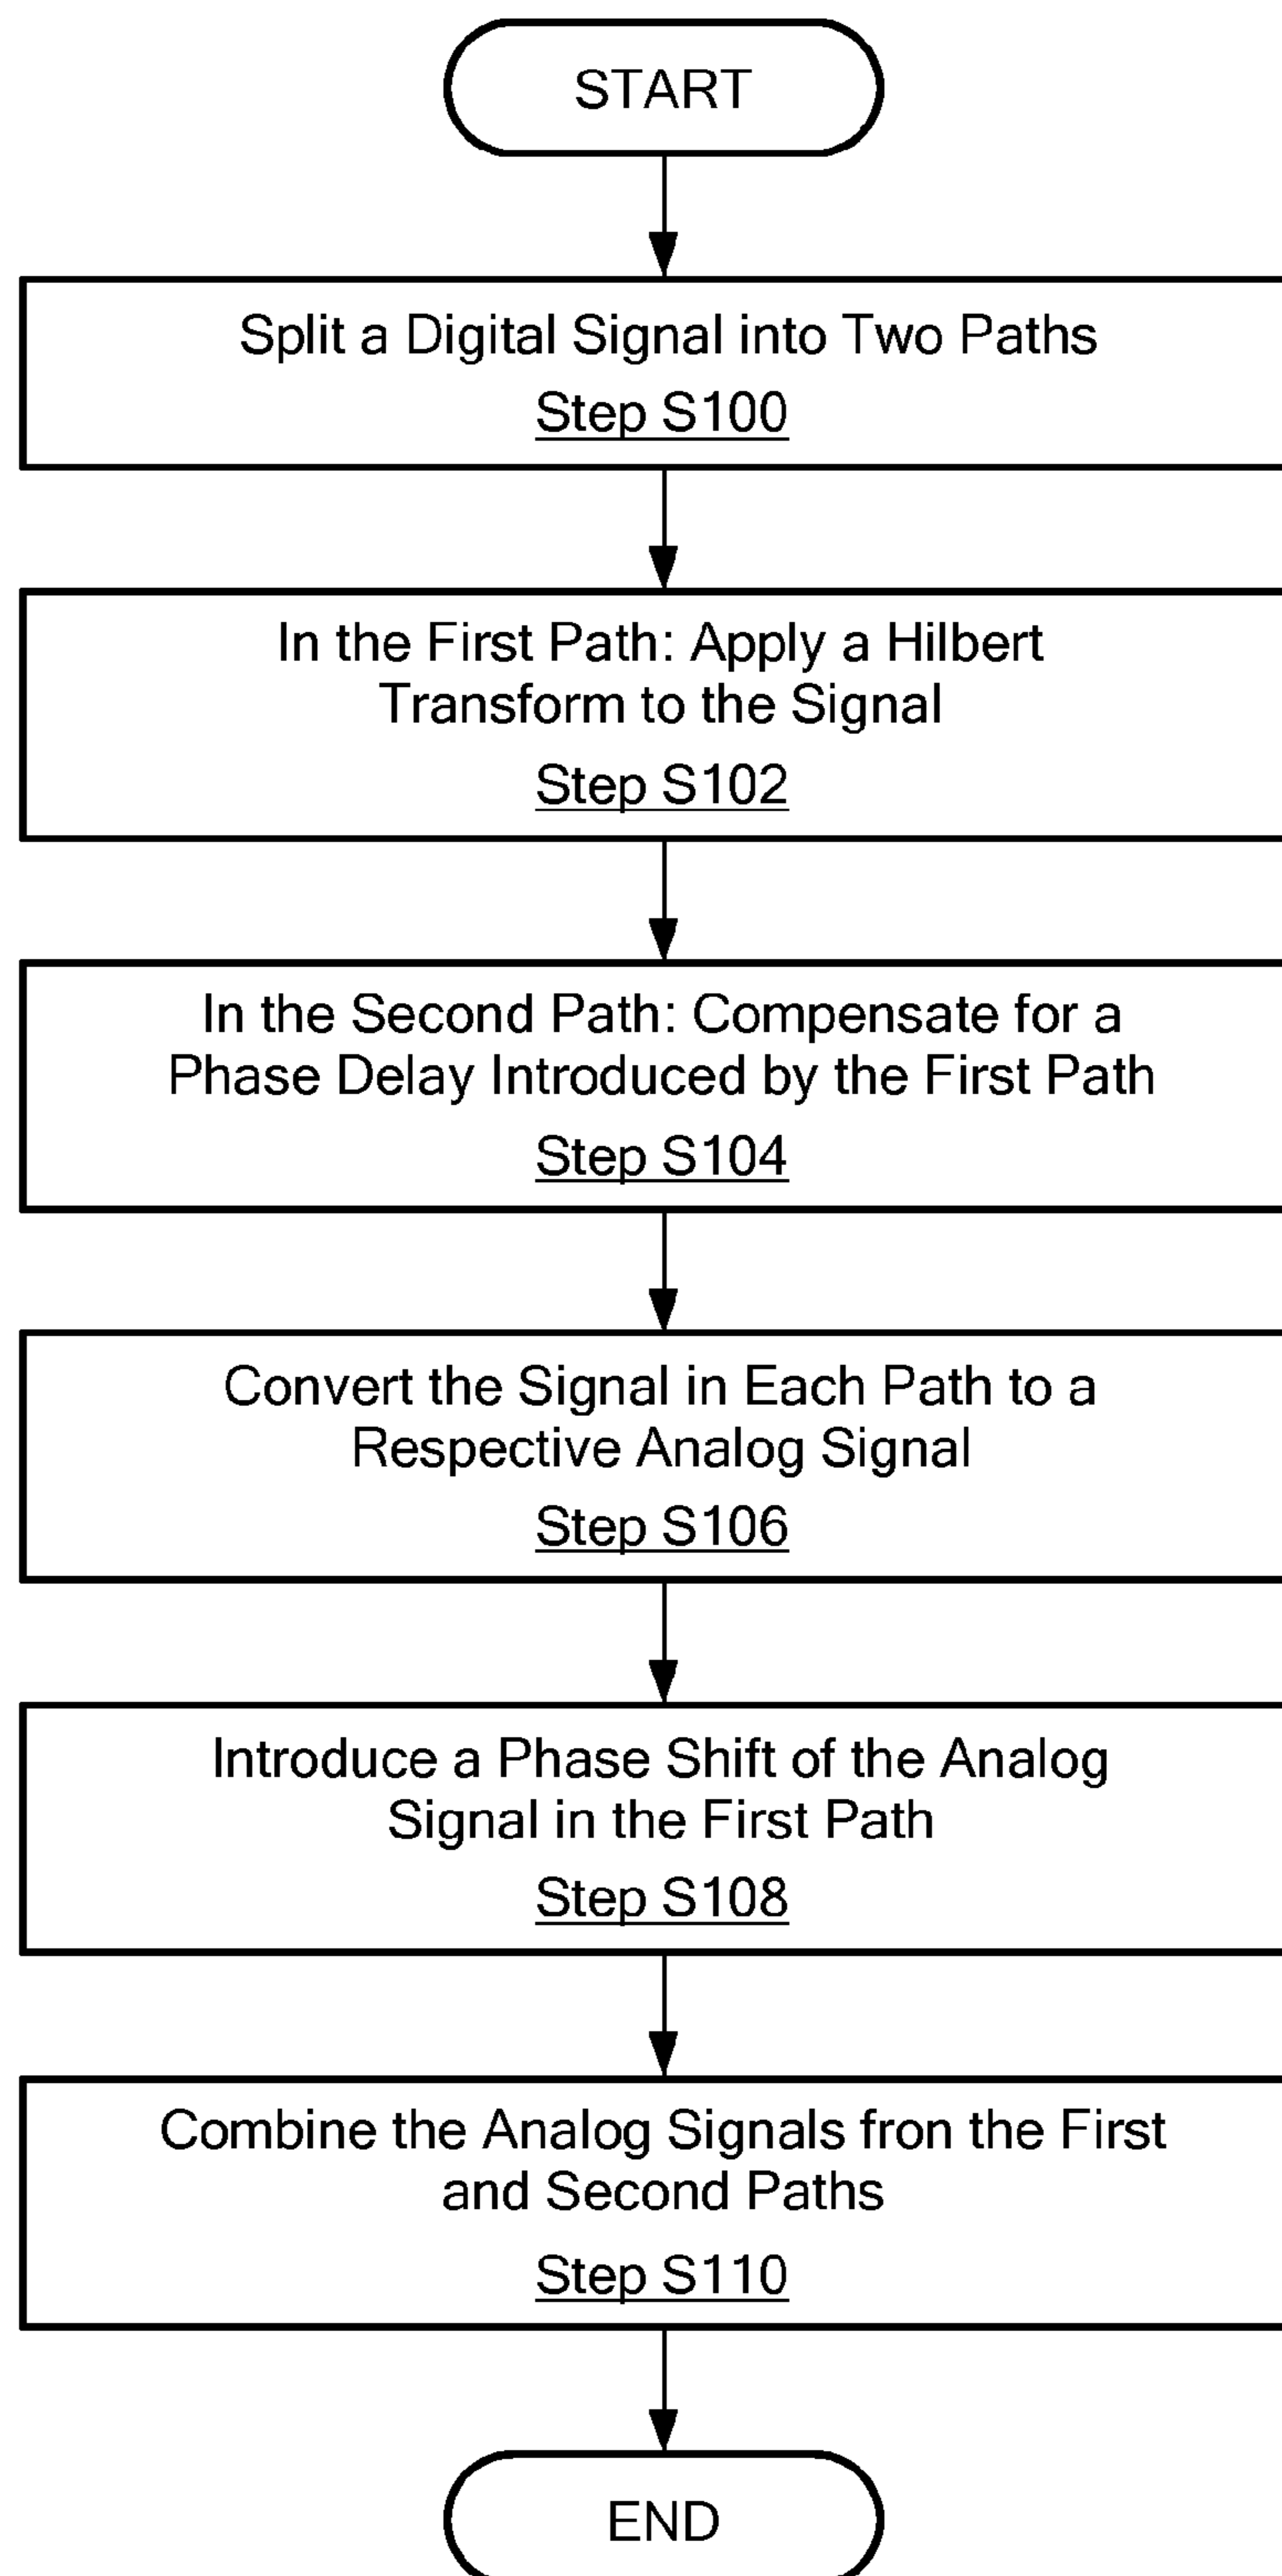 START
Split a Digital Signal into Two Paths
Step S100
In the First Path: Apply a Hilbert
Transform to the Signal
Step S102
In the Second Path: Compensate for a
Phase Delay Introduced by the First Path
Step S104
Convert the Signal in Each Path to a
Respective Analog Signal
Step S106
Introduce a Phase Shift of the Analog
Signal in the First Path
Step S108
Combine the Analog Signals fron the First
and Second Paths
Step S110
END